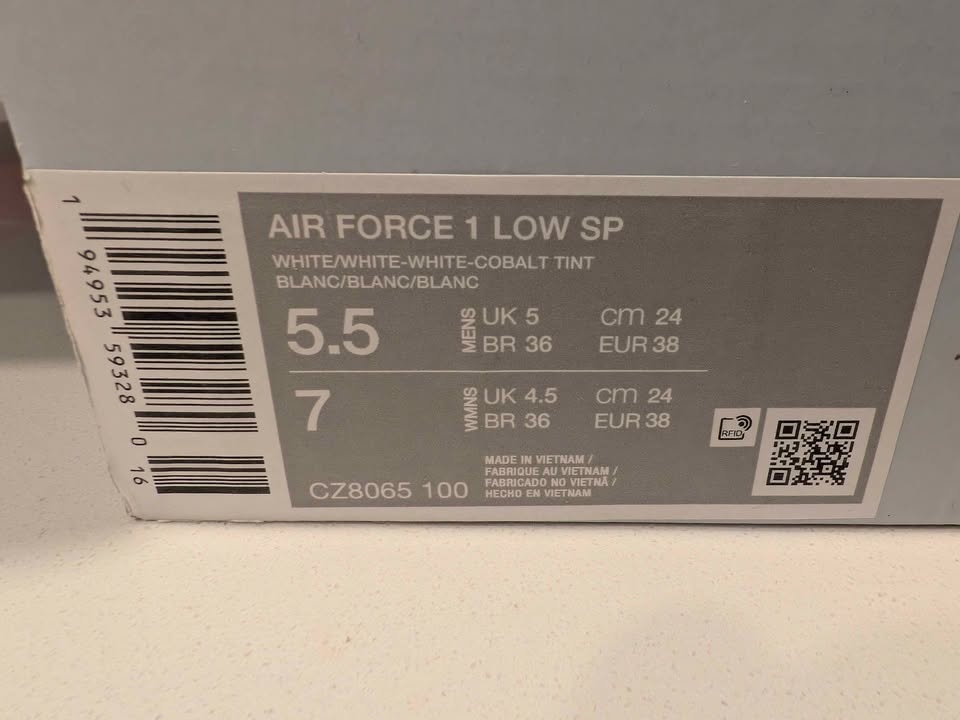 AIR FORCE 1 LOW SP
WHITE/WHITE-WHITE-COBALT TINT
BLANC/BLANC/BLANC
5.5
MENS
UK 5 cm 24
BR 36 EUR 38
7
WMNS
UK 4.5 cm 24
BR 36 EUR 38
RFID
MADE IN VIETNAM /
FABRIQUE AU VIETNAM /
FABRICADO NO VIETNÃ /
HECHO EN VIETNAM
CZ8065 100
1 94953 59328 0 16